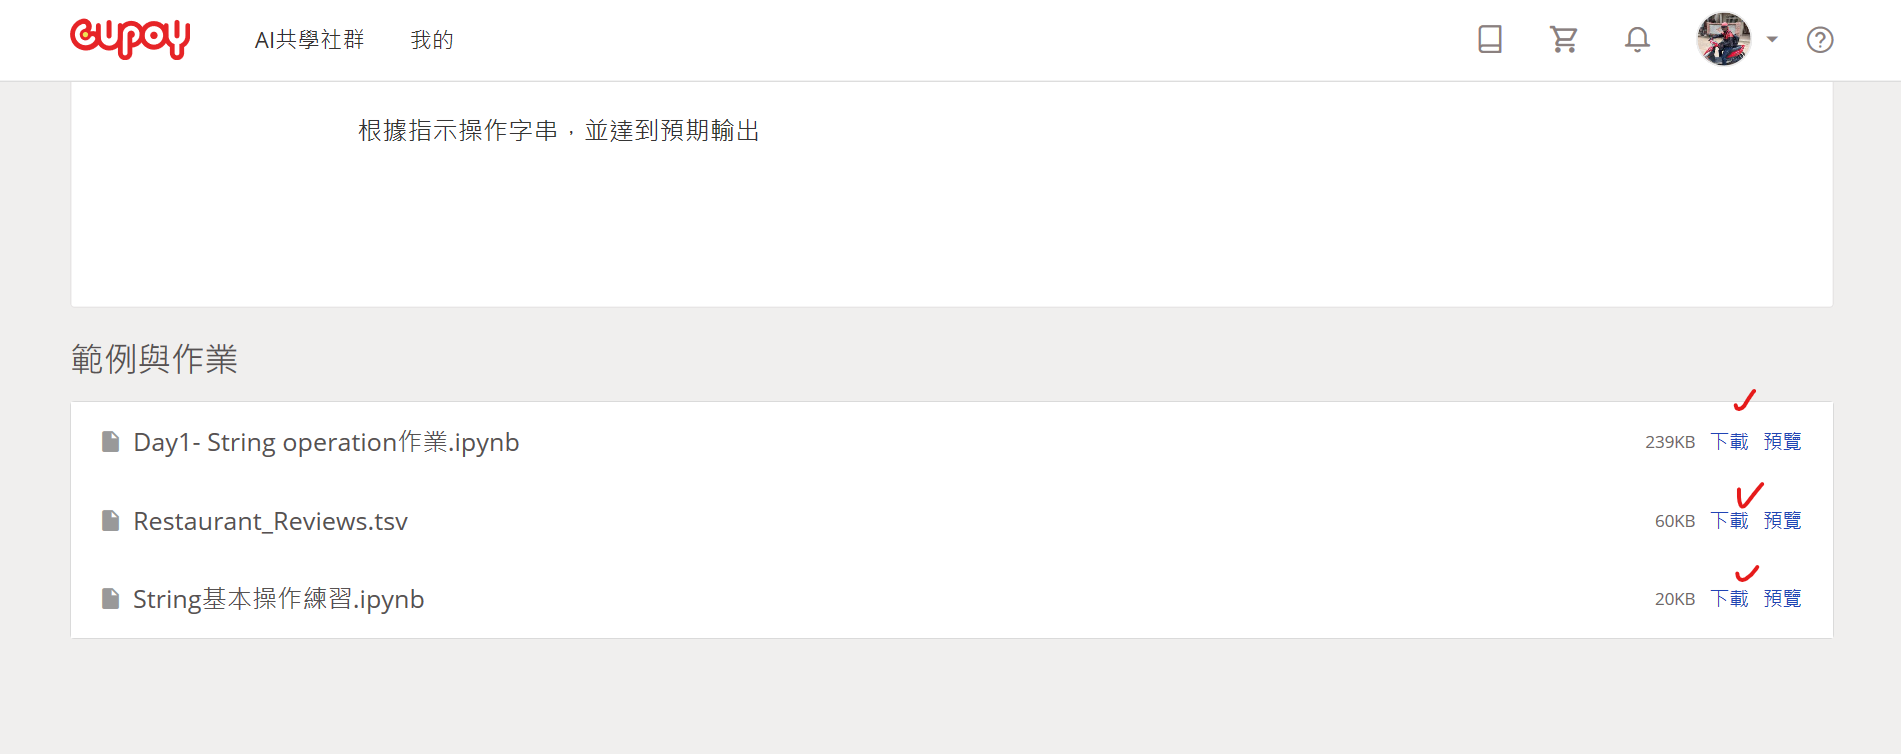 cupoy AI共學社群 我的
根據指示操作字串，並達到預期輸出
範例與作業
Day1- String operation作業.ipynb 239KB 下載 預覽
Restaurant_Reviews.tsv 60KB 下載 預覽
String基本操作練習.ipynb 20KB 下載 預覽